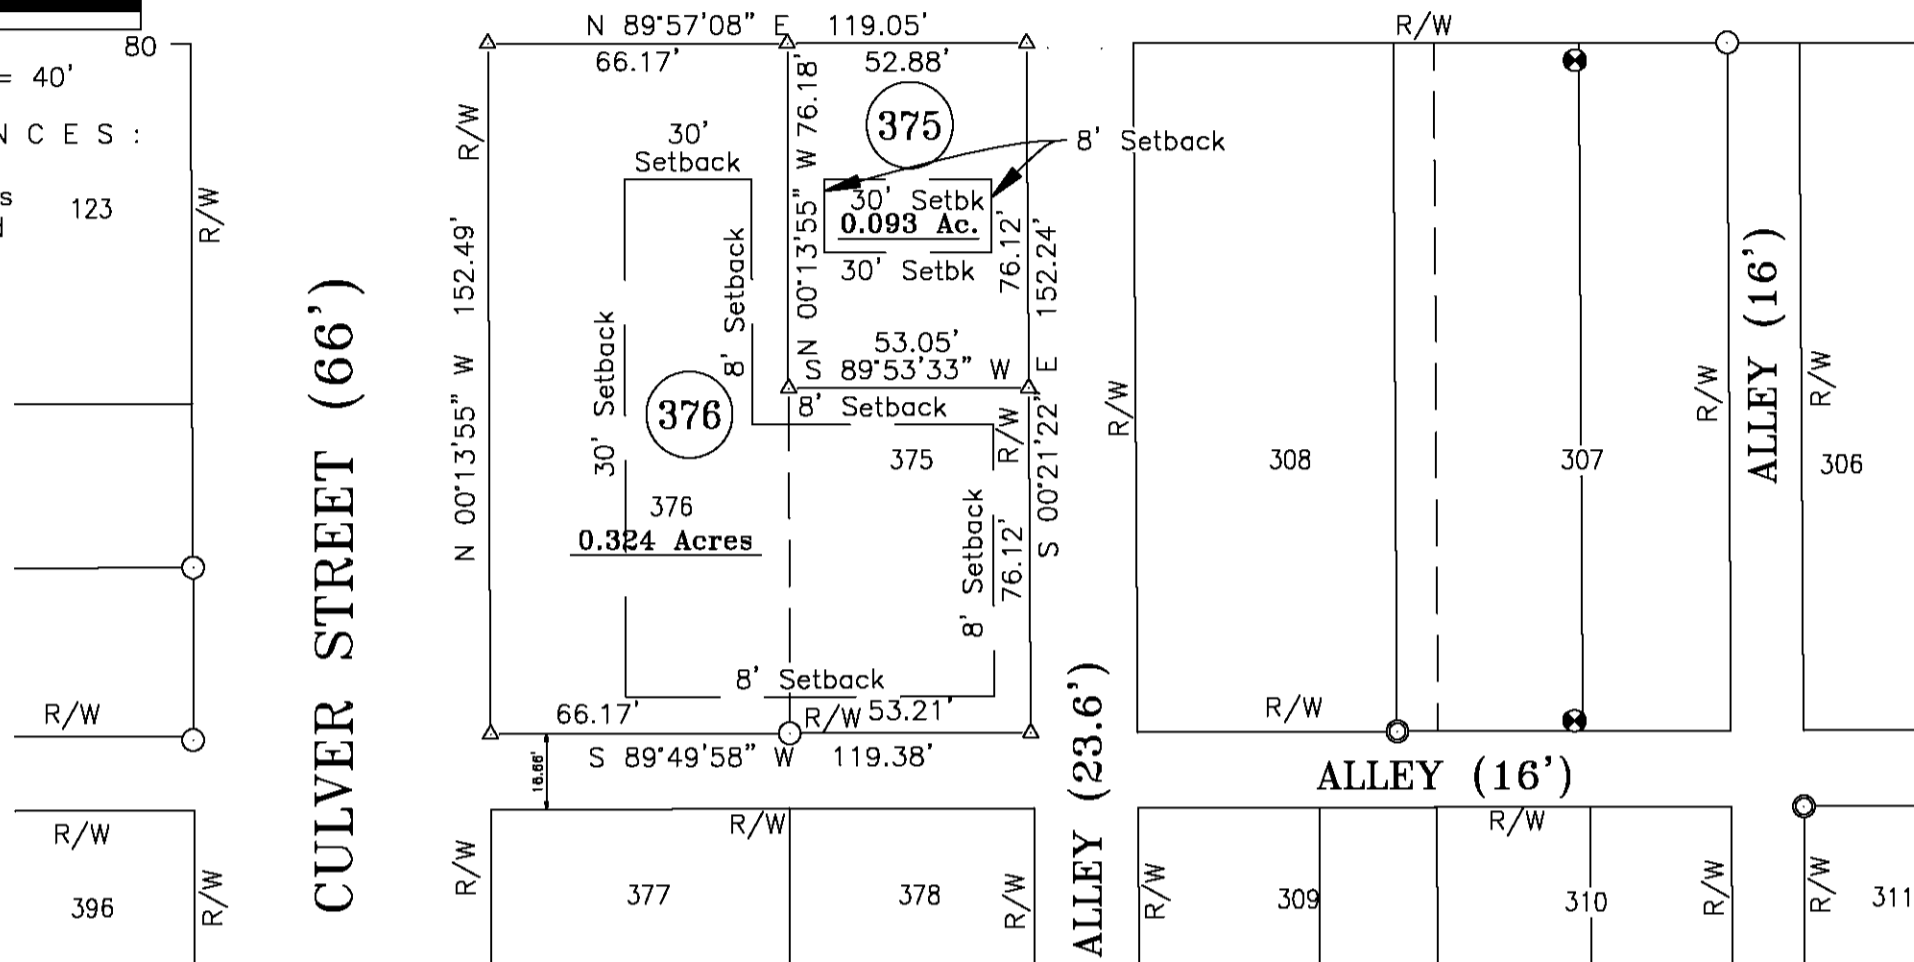 80
= 40'
N C E S :
s
123
R/W
R/W
R/W
R/W
396
CULVER STREET (66')
N 89°57'08" E 119.05'
66.17'
52.88'
R/W
N 00°13'55" W 152.49'
30'
Setback
N 00°13'55" W 76.18'
375
8' Setback
30' Setbk
0.093 Ac.
30' Setbk
76.12'
S 00°21'22" E 152.24'
8' Setback
30' Setback
376
53.05'
S 89°53'33" W
8' Setback
R/W
375
376
0.324 Acres
8' Setback
76.12'
8' Setback
66.17'
R/W 53.21'
S 89°49'58" W 119.38'
16.66'
R/W
R/W
377
378
R/W
ALLEY (23.6')
R/W
R/W
308
307
R/W
ALLEY (16')
R/W
306
R/W
ALLEY (16')
R/W
R/W
309
310
R/W
R/W
311